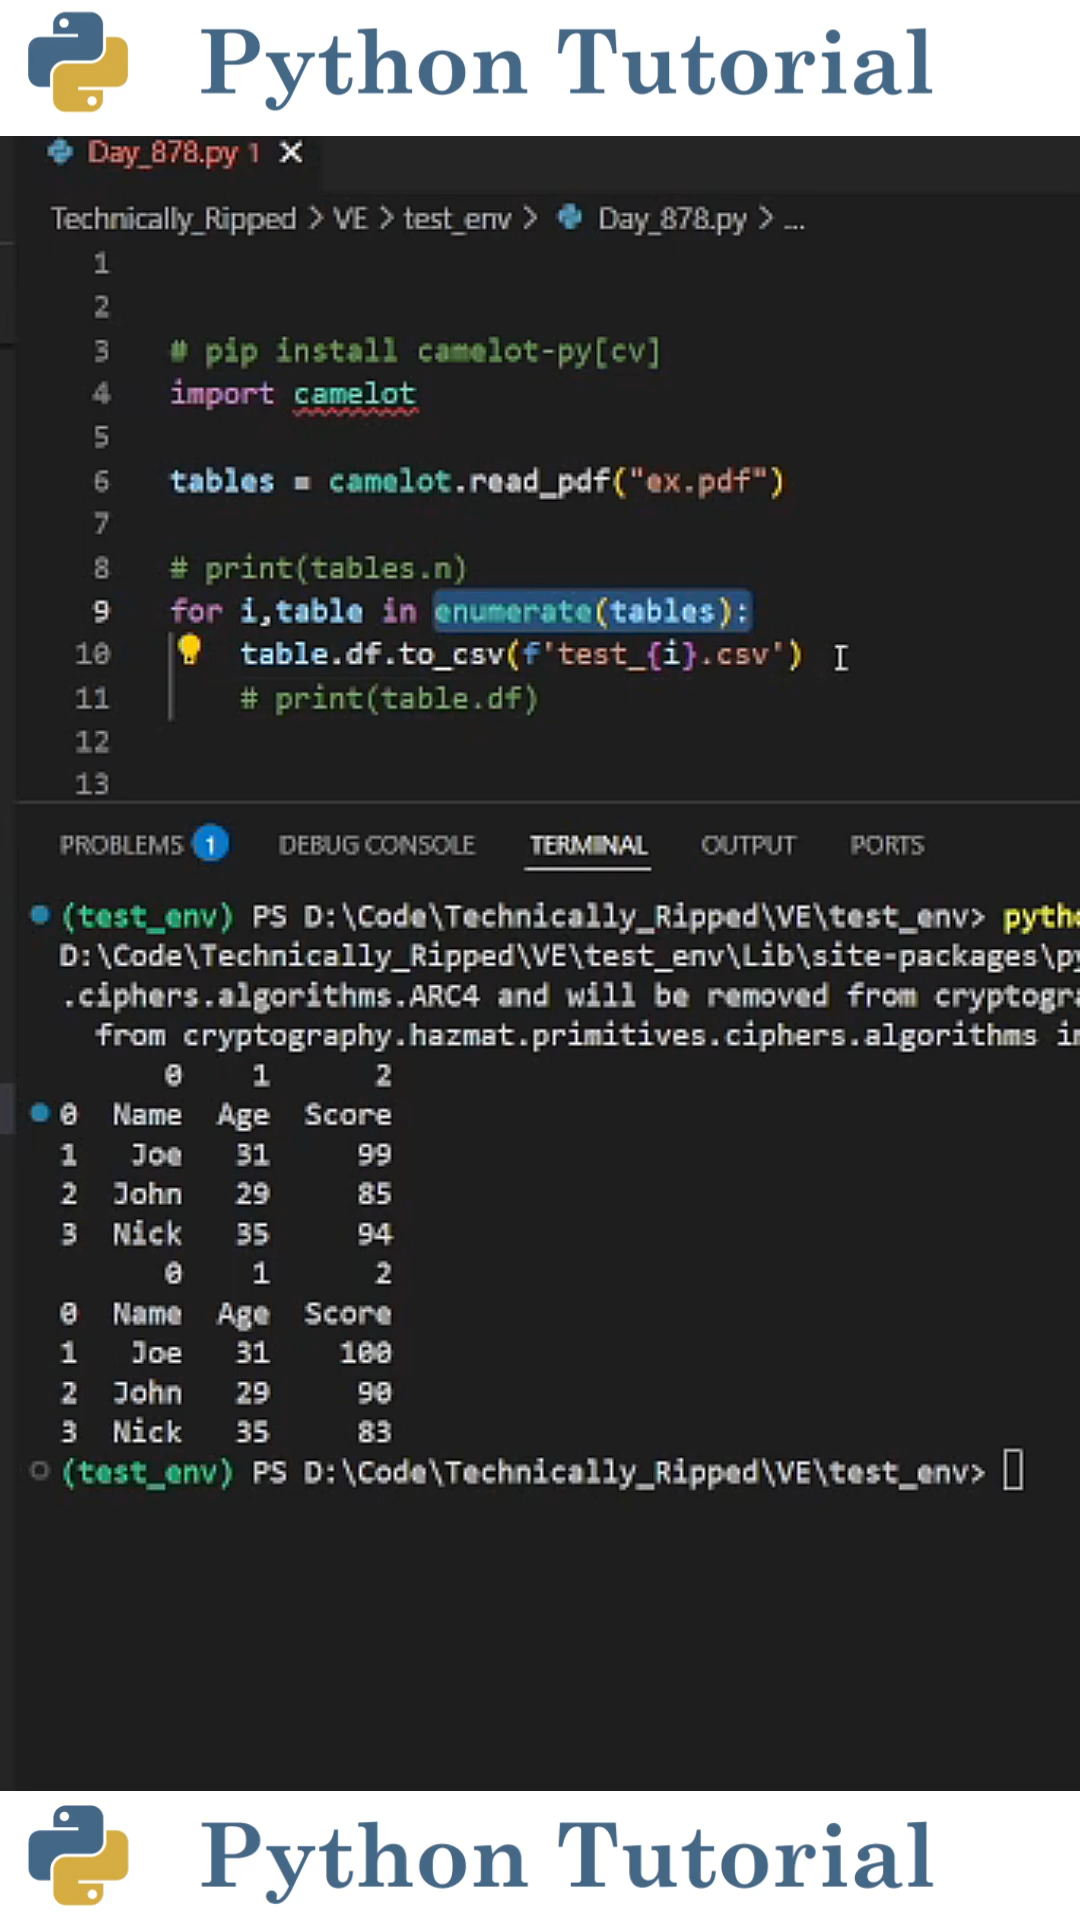 Python Tutorial
Day_878.py 1 ×
Technically_Ripped > VE > test_env > Day_878.py > ...
1
2
3 # pip install camelot-py[cv]
4 import camelot
5
6 tables = camelot.read_pdf("ex.pdf")
7
8 # print(tables.n)
9 for i,table in enumerate(tables):
10 table.df.to_csv(f'test_{i}.csv')
11 # print(table.df)
12
13
PROBLEMS 1 DEBUG CONSOLE TERMINAL OUTPUT PORTS
(test_env) PS D:\Code\Technically_Ripped\VE\test_env> pyth
D:\Code\Technically_Ripped\VE\test_env\Lib\site-packages\py
.ciphers.algorithms.ARC4 and will be removed from cryptogra
from cryptography.hazmat.primitives.ciphers.algorithms im
0 1 2
0 Name Age Score
1 Joe 31 99
2 John 29 85
3 Nick 35 94
0 1 2
0 Name Age Score
1 Joe 31 100
2 John 29 90
3 Nick 35 83
(test_env) PS D:\Code\Technically_Ripped\VE\test_env>
Python Tutorial